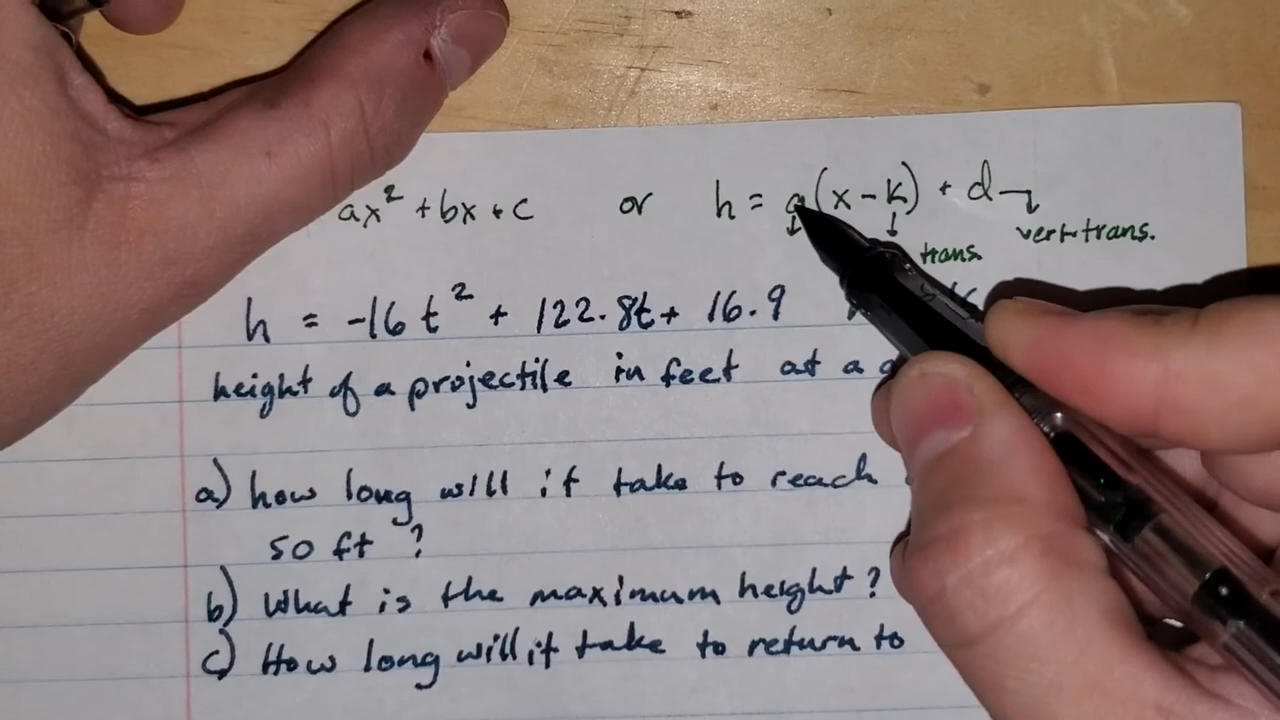 ax² + bx + c or h = a(x - k) + d
trans. vert. trans.
h = -16t² + 122.8t + 16.9
height of a projectile in feet at a
a) how long will it take to reach
50 ft ?
b) What is the maximum height?
c) How long will it take to return to